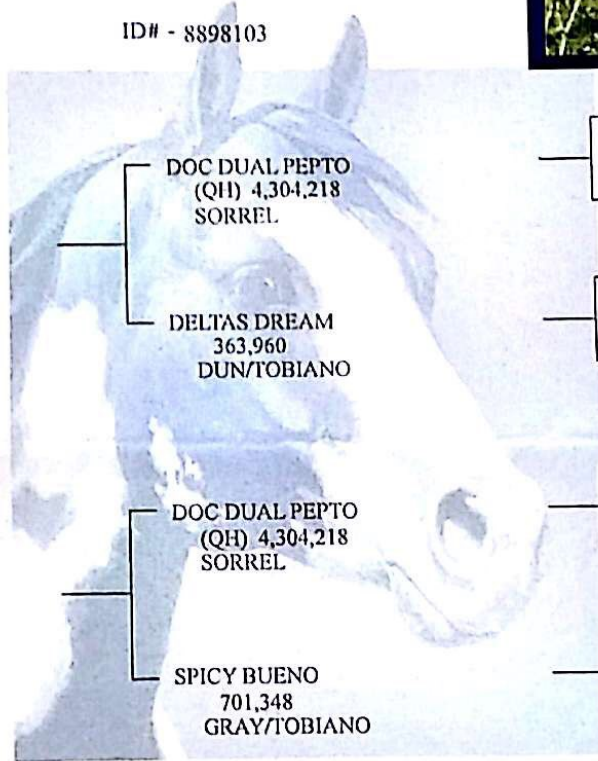 ID# - 8898103
DOC DUAL PEPTO
(QH) 4,304,218
SORREL
DELTAS DREAM
363,960
DUN/TOBIANO
DOC DUAL PEPTO
(QH) 4,304,218
SORREL
SPICY BUENO
701,348
GRAY/TOBIANO